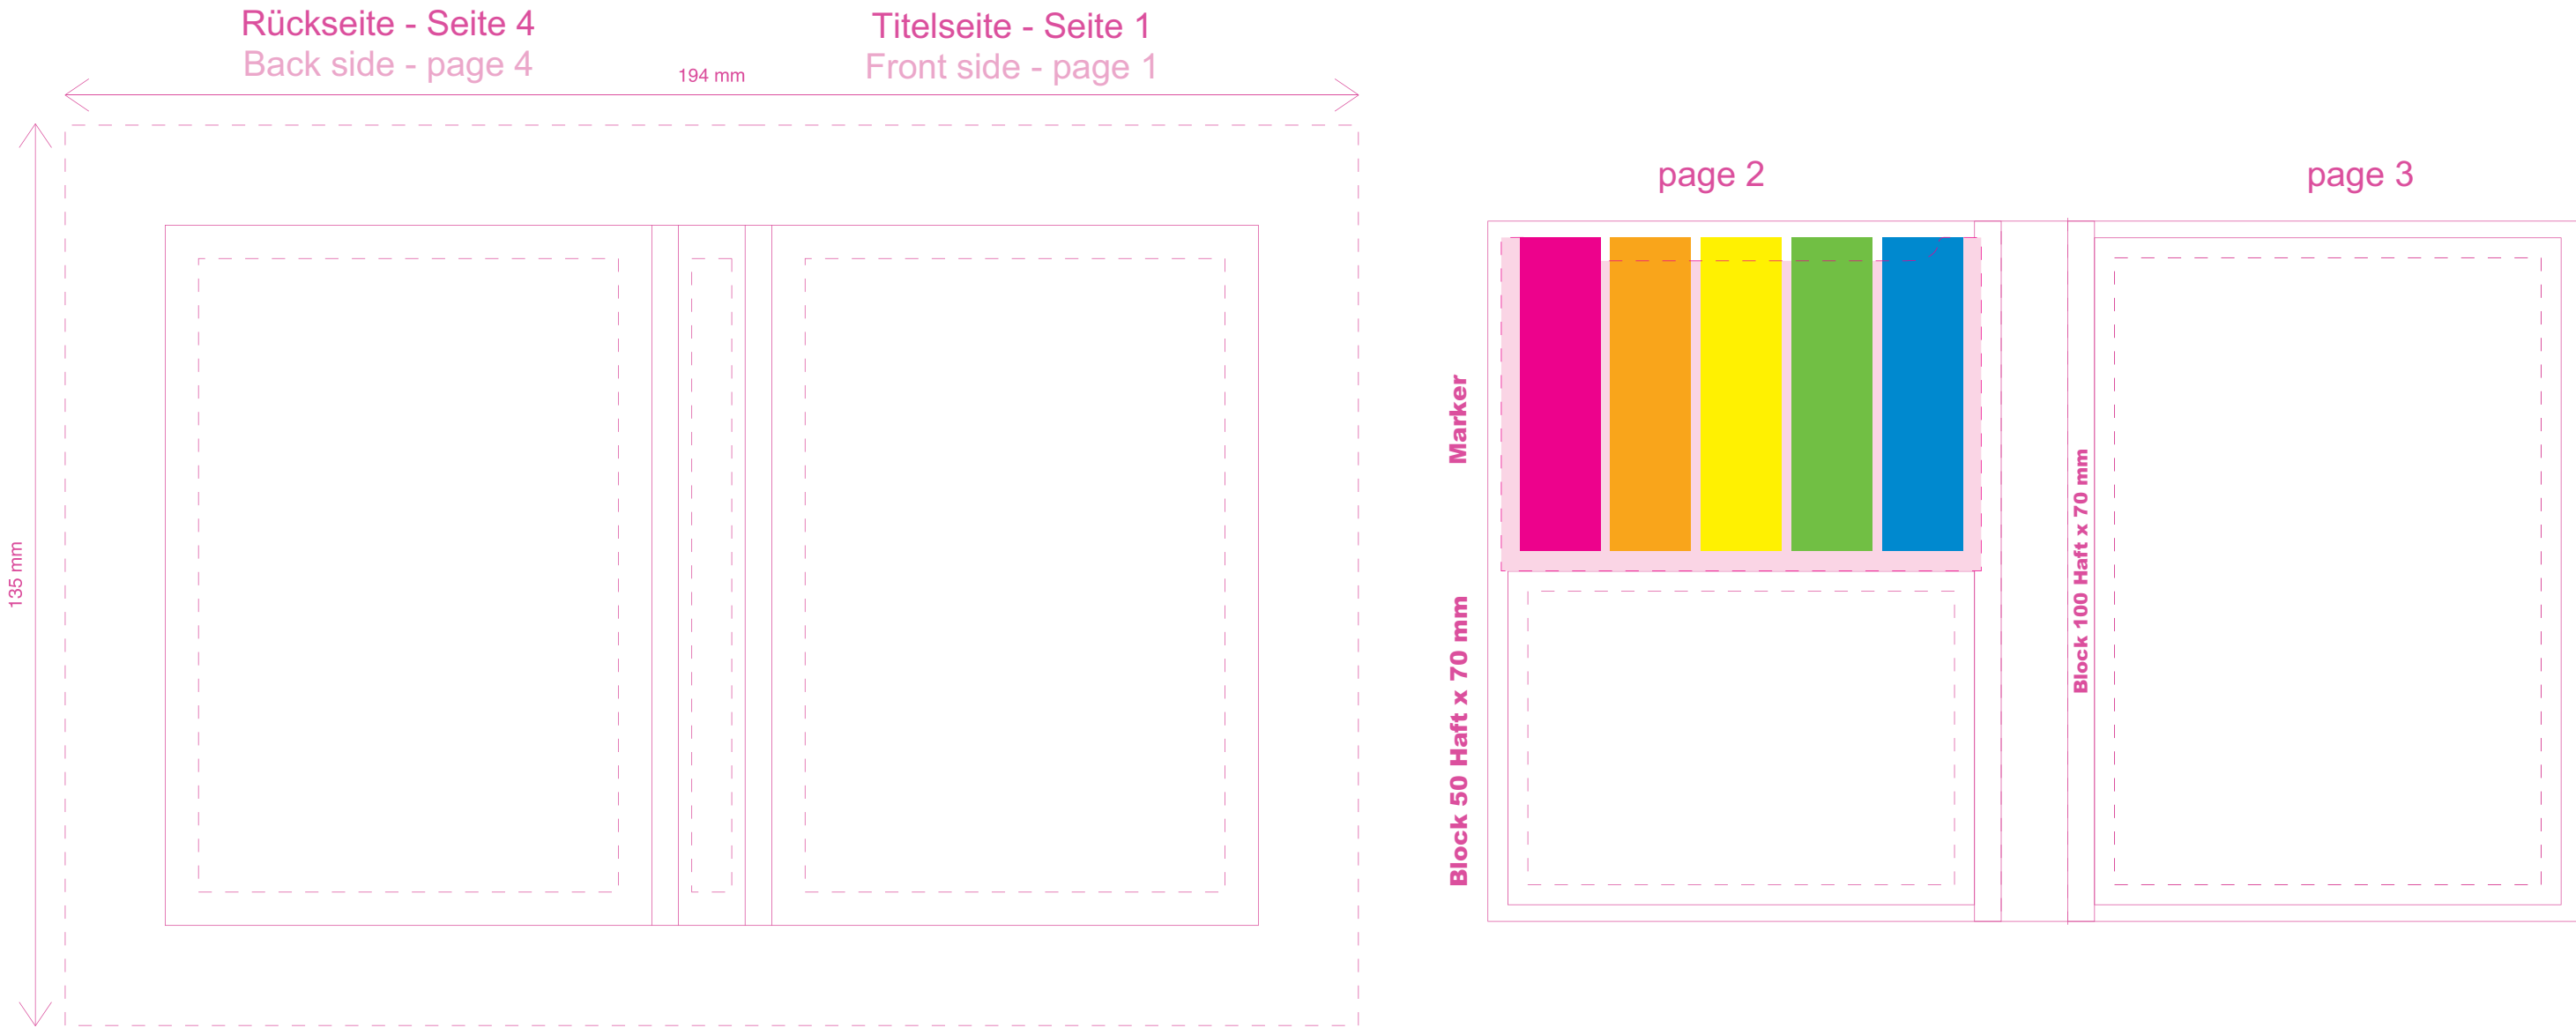 Rückseite - Seite 4
Back side - page 4
Titelseite - Seite 1
Front side - page 1
194 mm
135 mm
page 2
page 3
Marker
Block 50 Haft x 70 mm
Block 100 Haft x 70 mm